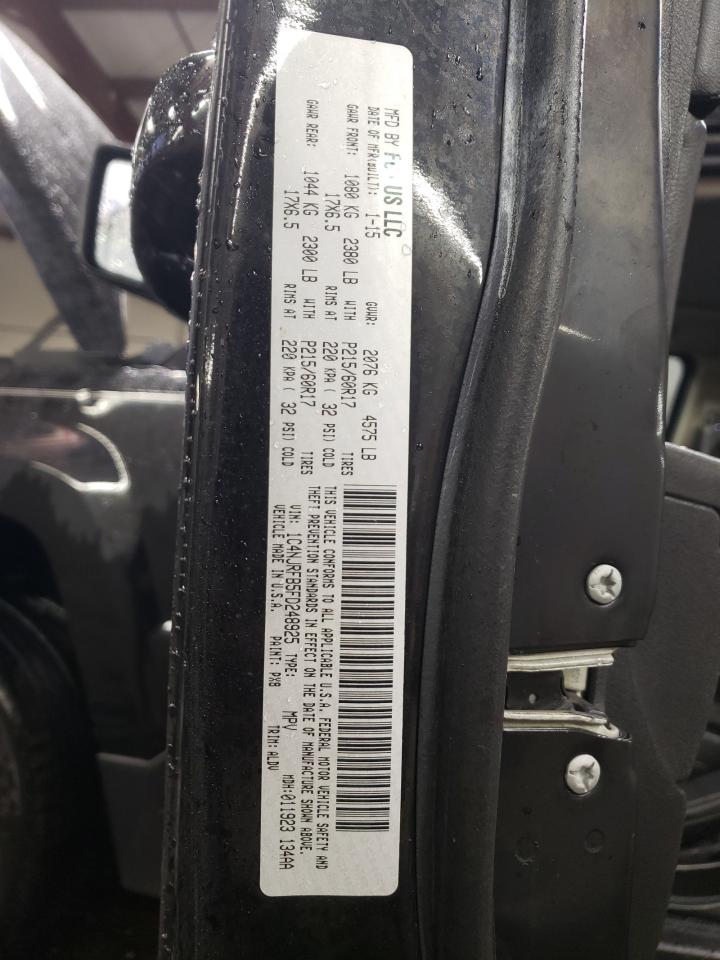 MFD BY F US LLC
DATE OF MFR(BUILT): 1-15 GVWR: 2076 KG 4575 LB
GAWR FRONT: 1080 KG 2380 LB WITH P215/60R17 TIRES
17X6.5 RIMS AT 220 KPA ( 32 PSI) COLD
GAWR REAR: 1044 KG 2300 LB WITH P215/60R17 TIRES
17X6.5 RIMS AT 220 KPA ( 32 PSI) COLD
THIS VEHICLE CONFORMS TO ALL APPLICABLE U.S.A. FEDERAL MOTOR VEHICLE SAFETY AND
THEFT PREVENTION STANDARDS IN EFFECT ON THE DATE OF MANUFACTURE SHOWN ABOVE.
VIN: 1C4NJRFB5FD248925 TYPE: MPV MDH:011923 134AA
VEHICLE MADE IN U.S.A. PAINT: PX8 TRIM:ALDV